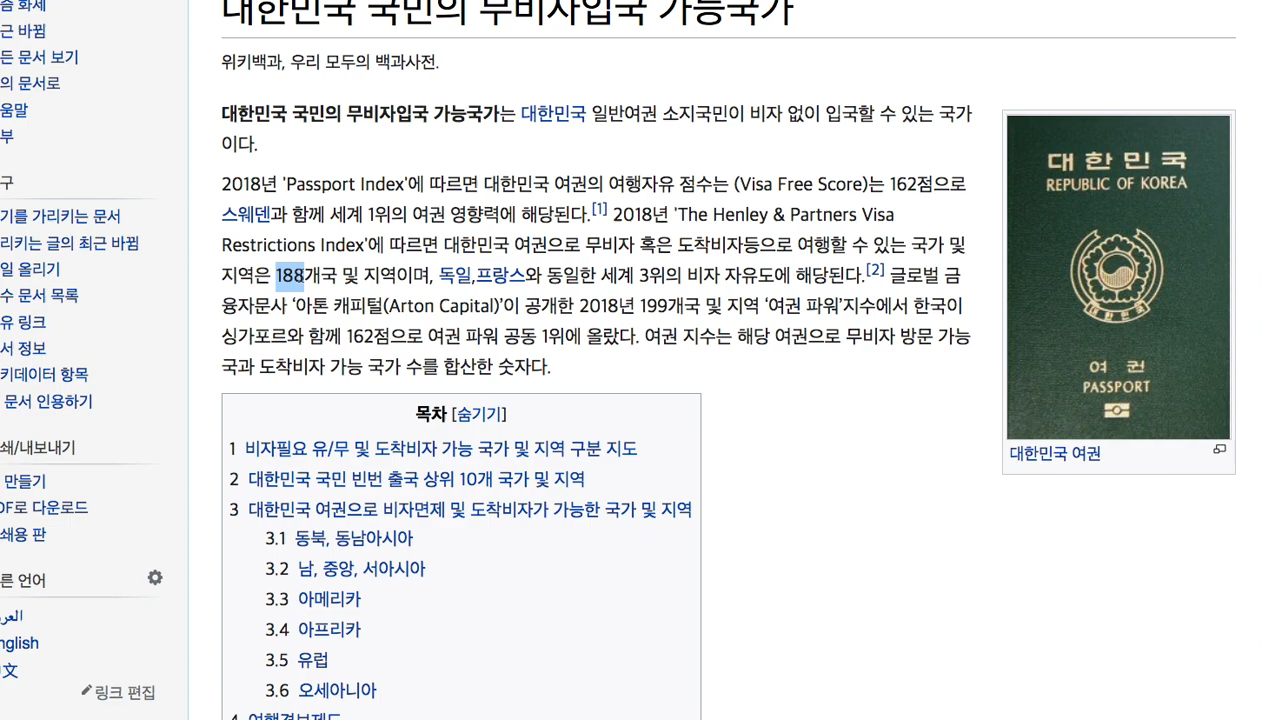 대한민국 국민의 무비자입국 가능국가
위키백과, 우리 모두의 백과사전.
대한민국 국민의 무비자입국 가능국가는 대한민국 일반여권 소지국민이 비자 없이 입국할 수 있는 국가
이다.
2018년 'Passport Index'에 따르면 대한민국 여권의 여행자유 점수는 (Visa Free Score)는 162점으로
스웨덴과 함께 세계 1위의 여권 영향력에 해당된다.[1] 2018년 'The Henley & Partners Visa
Restrictions Index'에 따르면 대한민국 여권으로 무비자 혹은 도착비자등으로 여행할 수 있는 국가 및
지역은 188개국 및 지역이며, 독일,프랑스와 동일한 세계 3위의 비자 자유도에 해당된다.[2] 글로벌 금
융자문사 ‘아톤 캐피털(Arton Capital)’이 공개한 2018년 199개국 및 지역 ‘여권 파워’지수에서 한국이
싱가포르와 함께 162점으로 여권 파워 공동 1위에 올랐다. 여권 지수는 해당 여권으로 무비자 방문 가능
국과 도착비자 가능 국가 수를 합산한 숫자다.
목차 [숨기기]
1 비자필요 유/무 및 도착비자 가능 국가 및 지역 구분 지도
2 대한민국 국민 빈번 출국 상위 10개 국가 및 지역
3 대한민국 여권으로 비자면제 및 도착비자가 가능한 국가 및 지역
3.1 동북, 동남아시아
3.2 남, 중앙, 서아시아
3.3 아메리카
3.4 아프리카
3.5 유럽
3.6 오세아니아
4 여행경보제도
대한민국
REPUBLIC OF KOREA
대한민국
여권
PASSPORT
대한민국 여권
근 바뀜
든 문서 보기
의 문서로
움말
부
구
기를 가리키는 문서
리키는 글의 최근 바뀜
일 올리기
수 문서 목록
유 링크
서 정보
키데이터 항목
문서 인용하기
쇄/내보내기
만들기
DF로 다운로드
쇄용 판
른 언어
العر
nglish
文
링크 편집